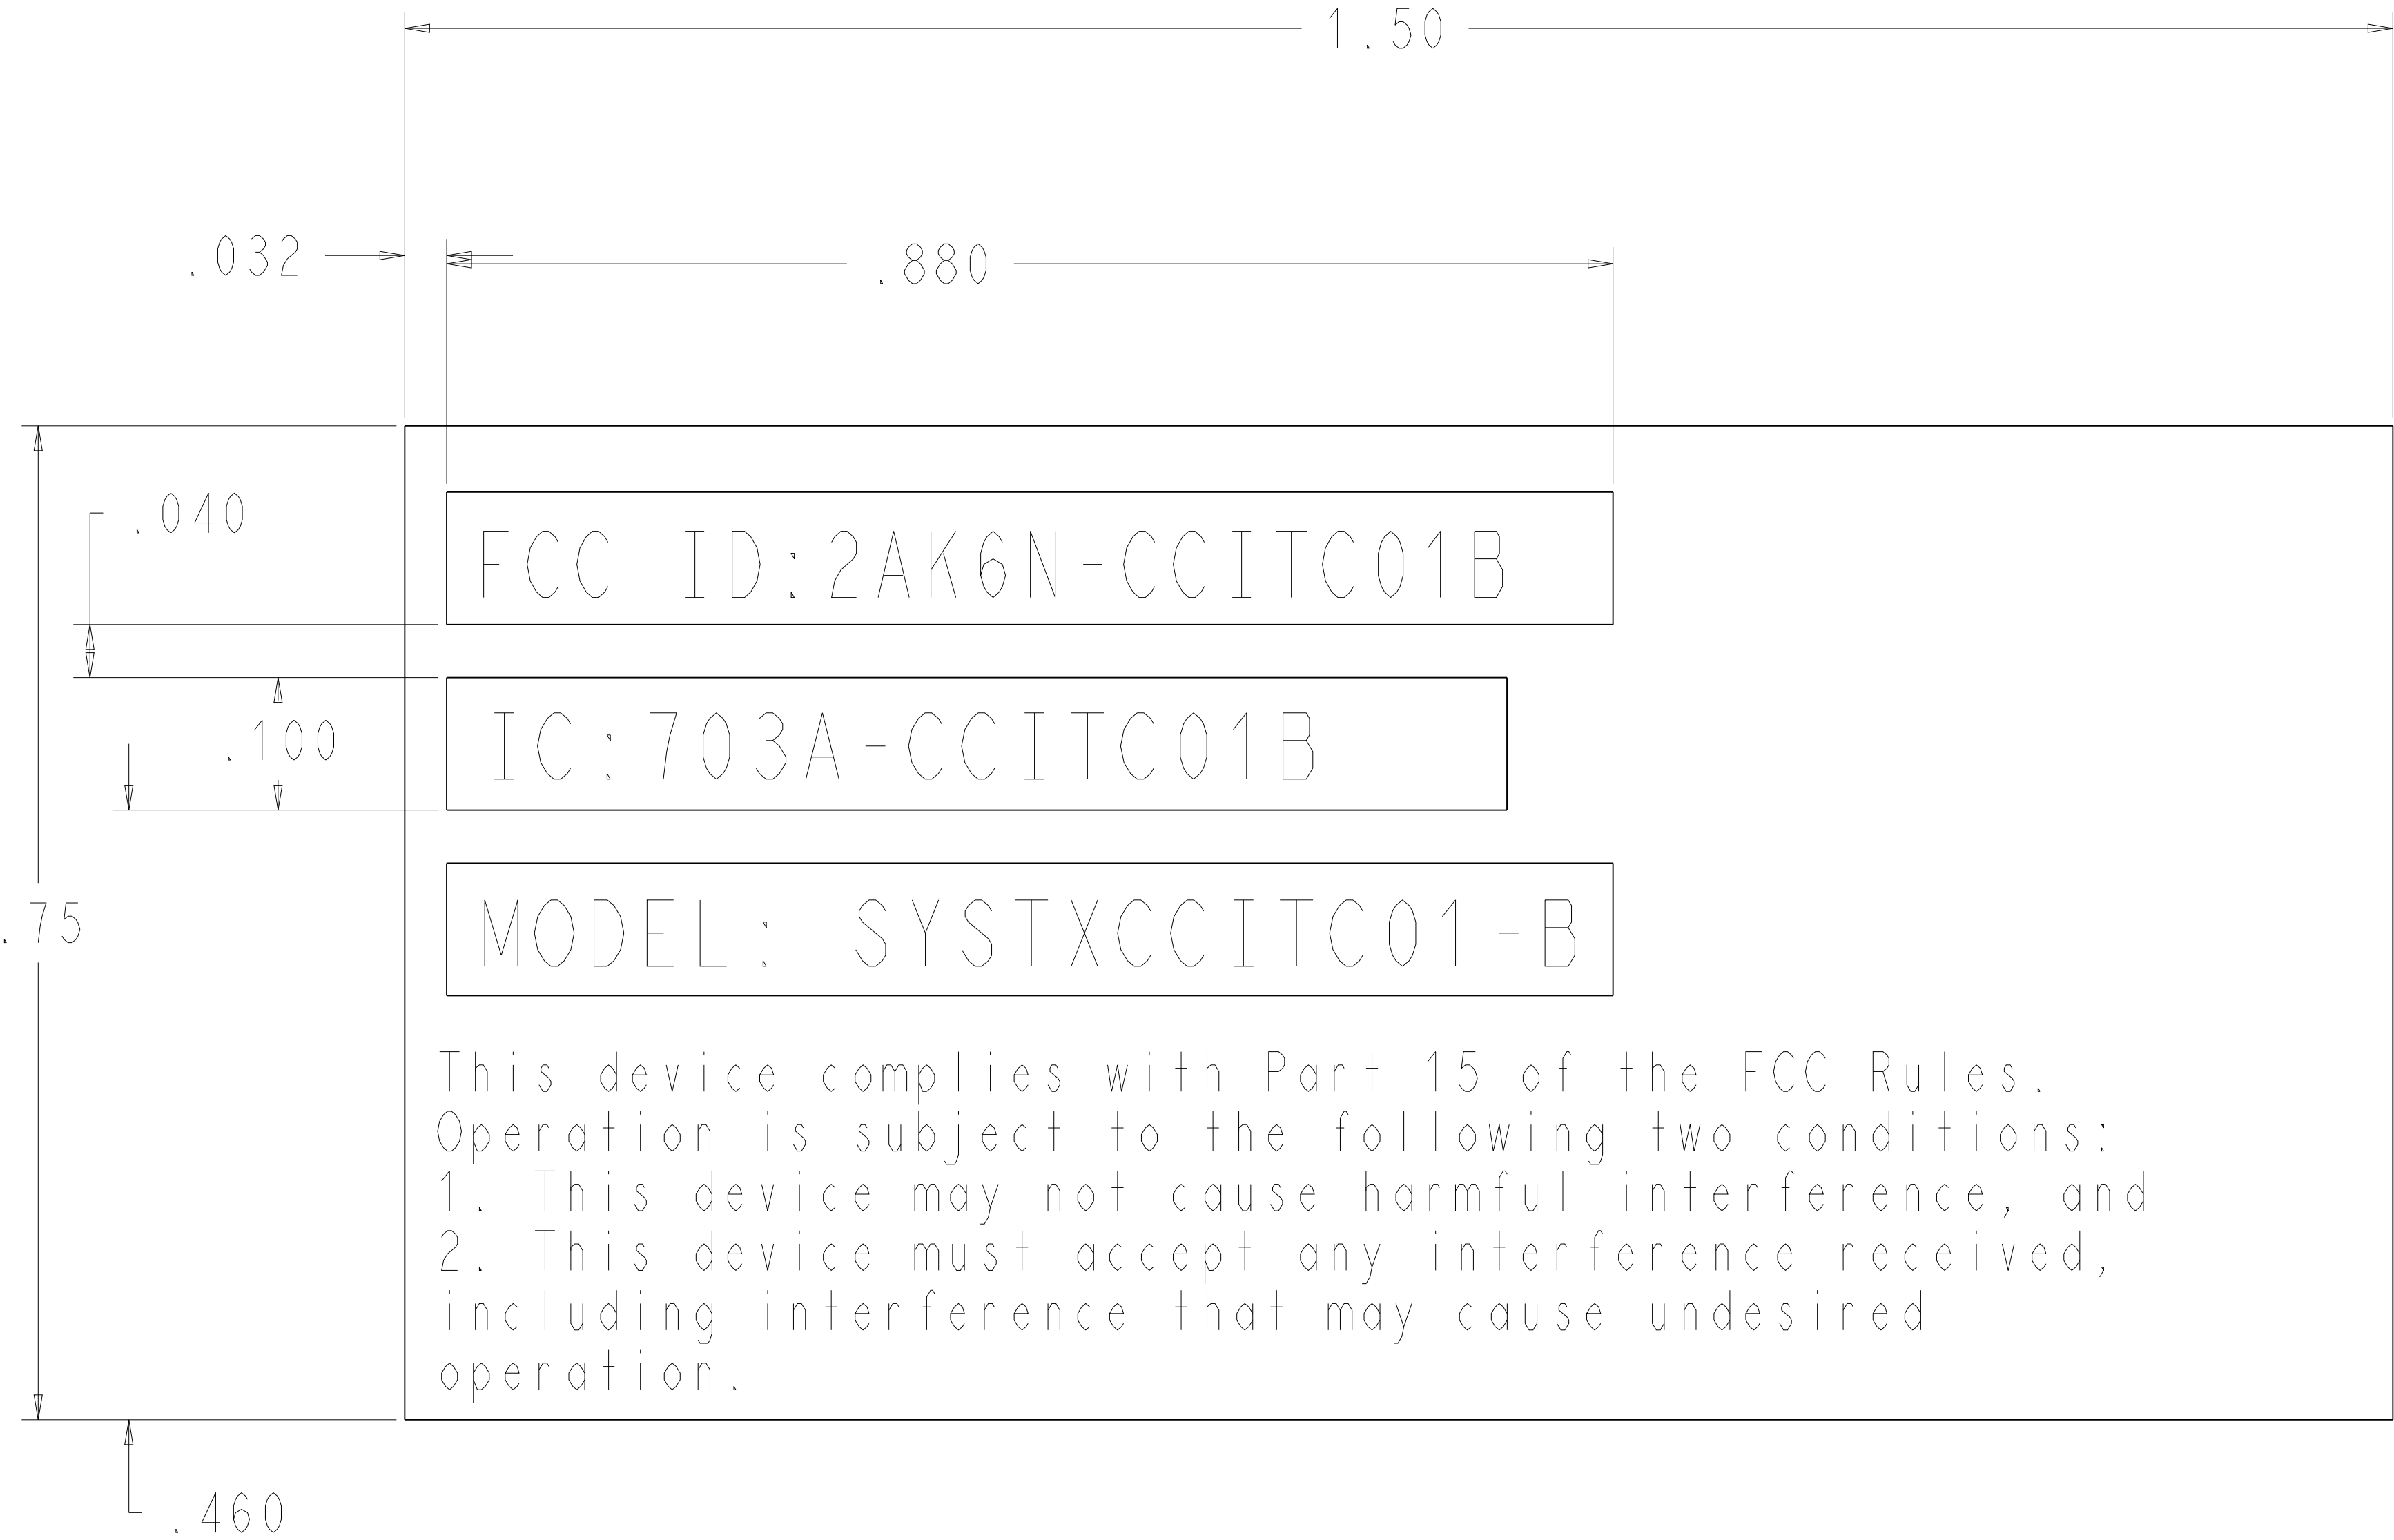 1.50
.032
.880
.040
FCC ID:2AK6N-CCITC01B
.100
IC:703A-CCITC01B
.75
MODEL: SYSTXCCITC01-B
This device complies with Part 15 of the FCC Rules.
Operation is subject to the following two conditions:
1. This device may not cause harmful interference, and
2. This device must accept any interference received,
including interference that may cause undesired
operation.
.460